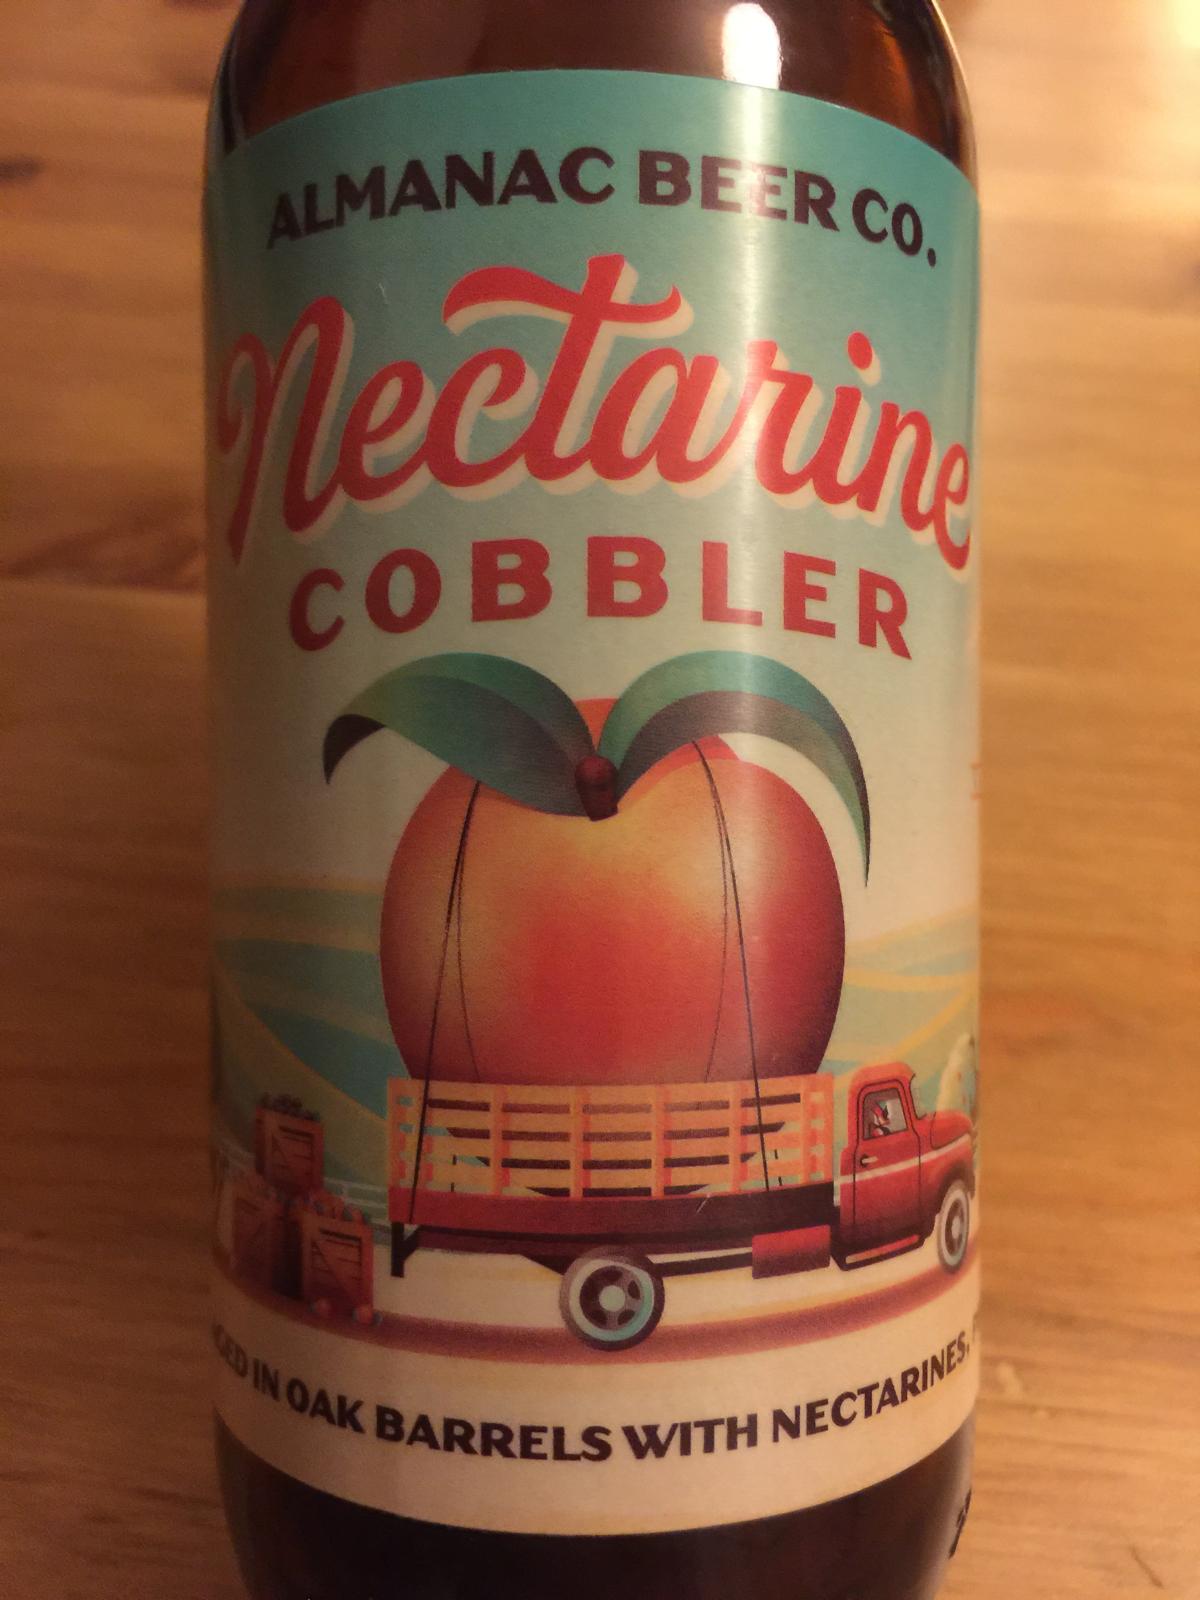 ALMANAC BEER CO.
Nectarine
COBBLER
IN OAK BARRELS WITH NECTARINES,